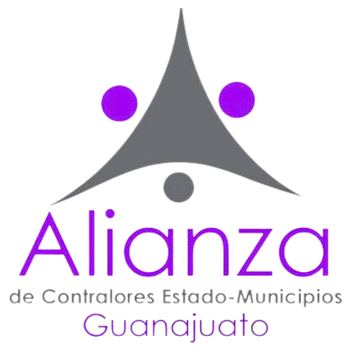 Alianza
de Contralores Estado-Municipios
Guanajuato